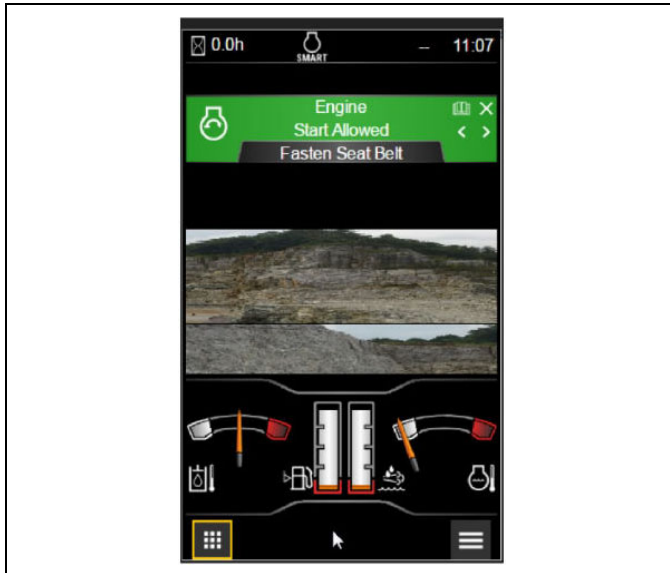 0.0h
SMART
--
11:07
Engine
Start Allowed
Fasten Seat Belt